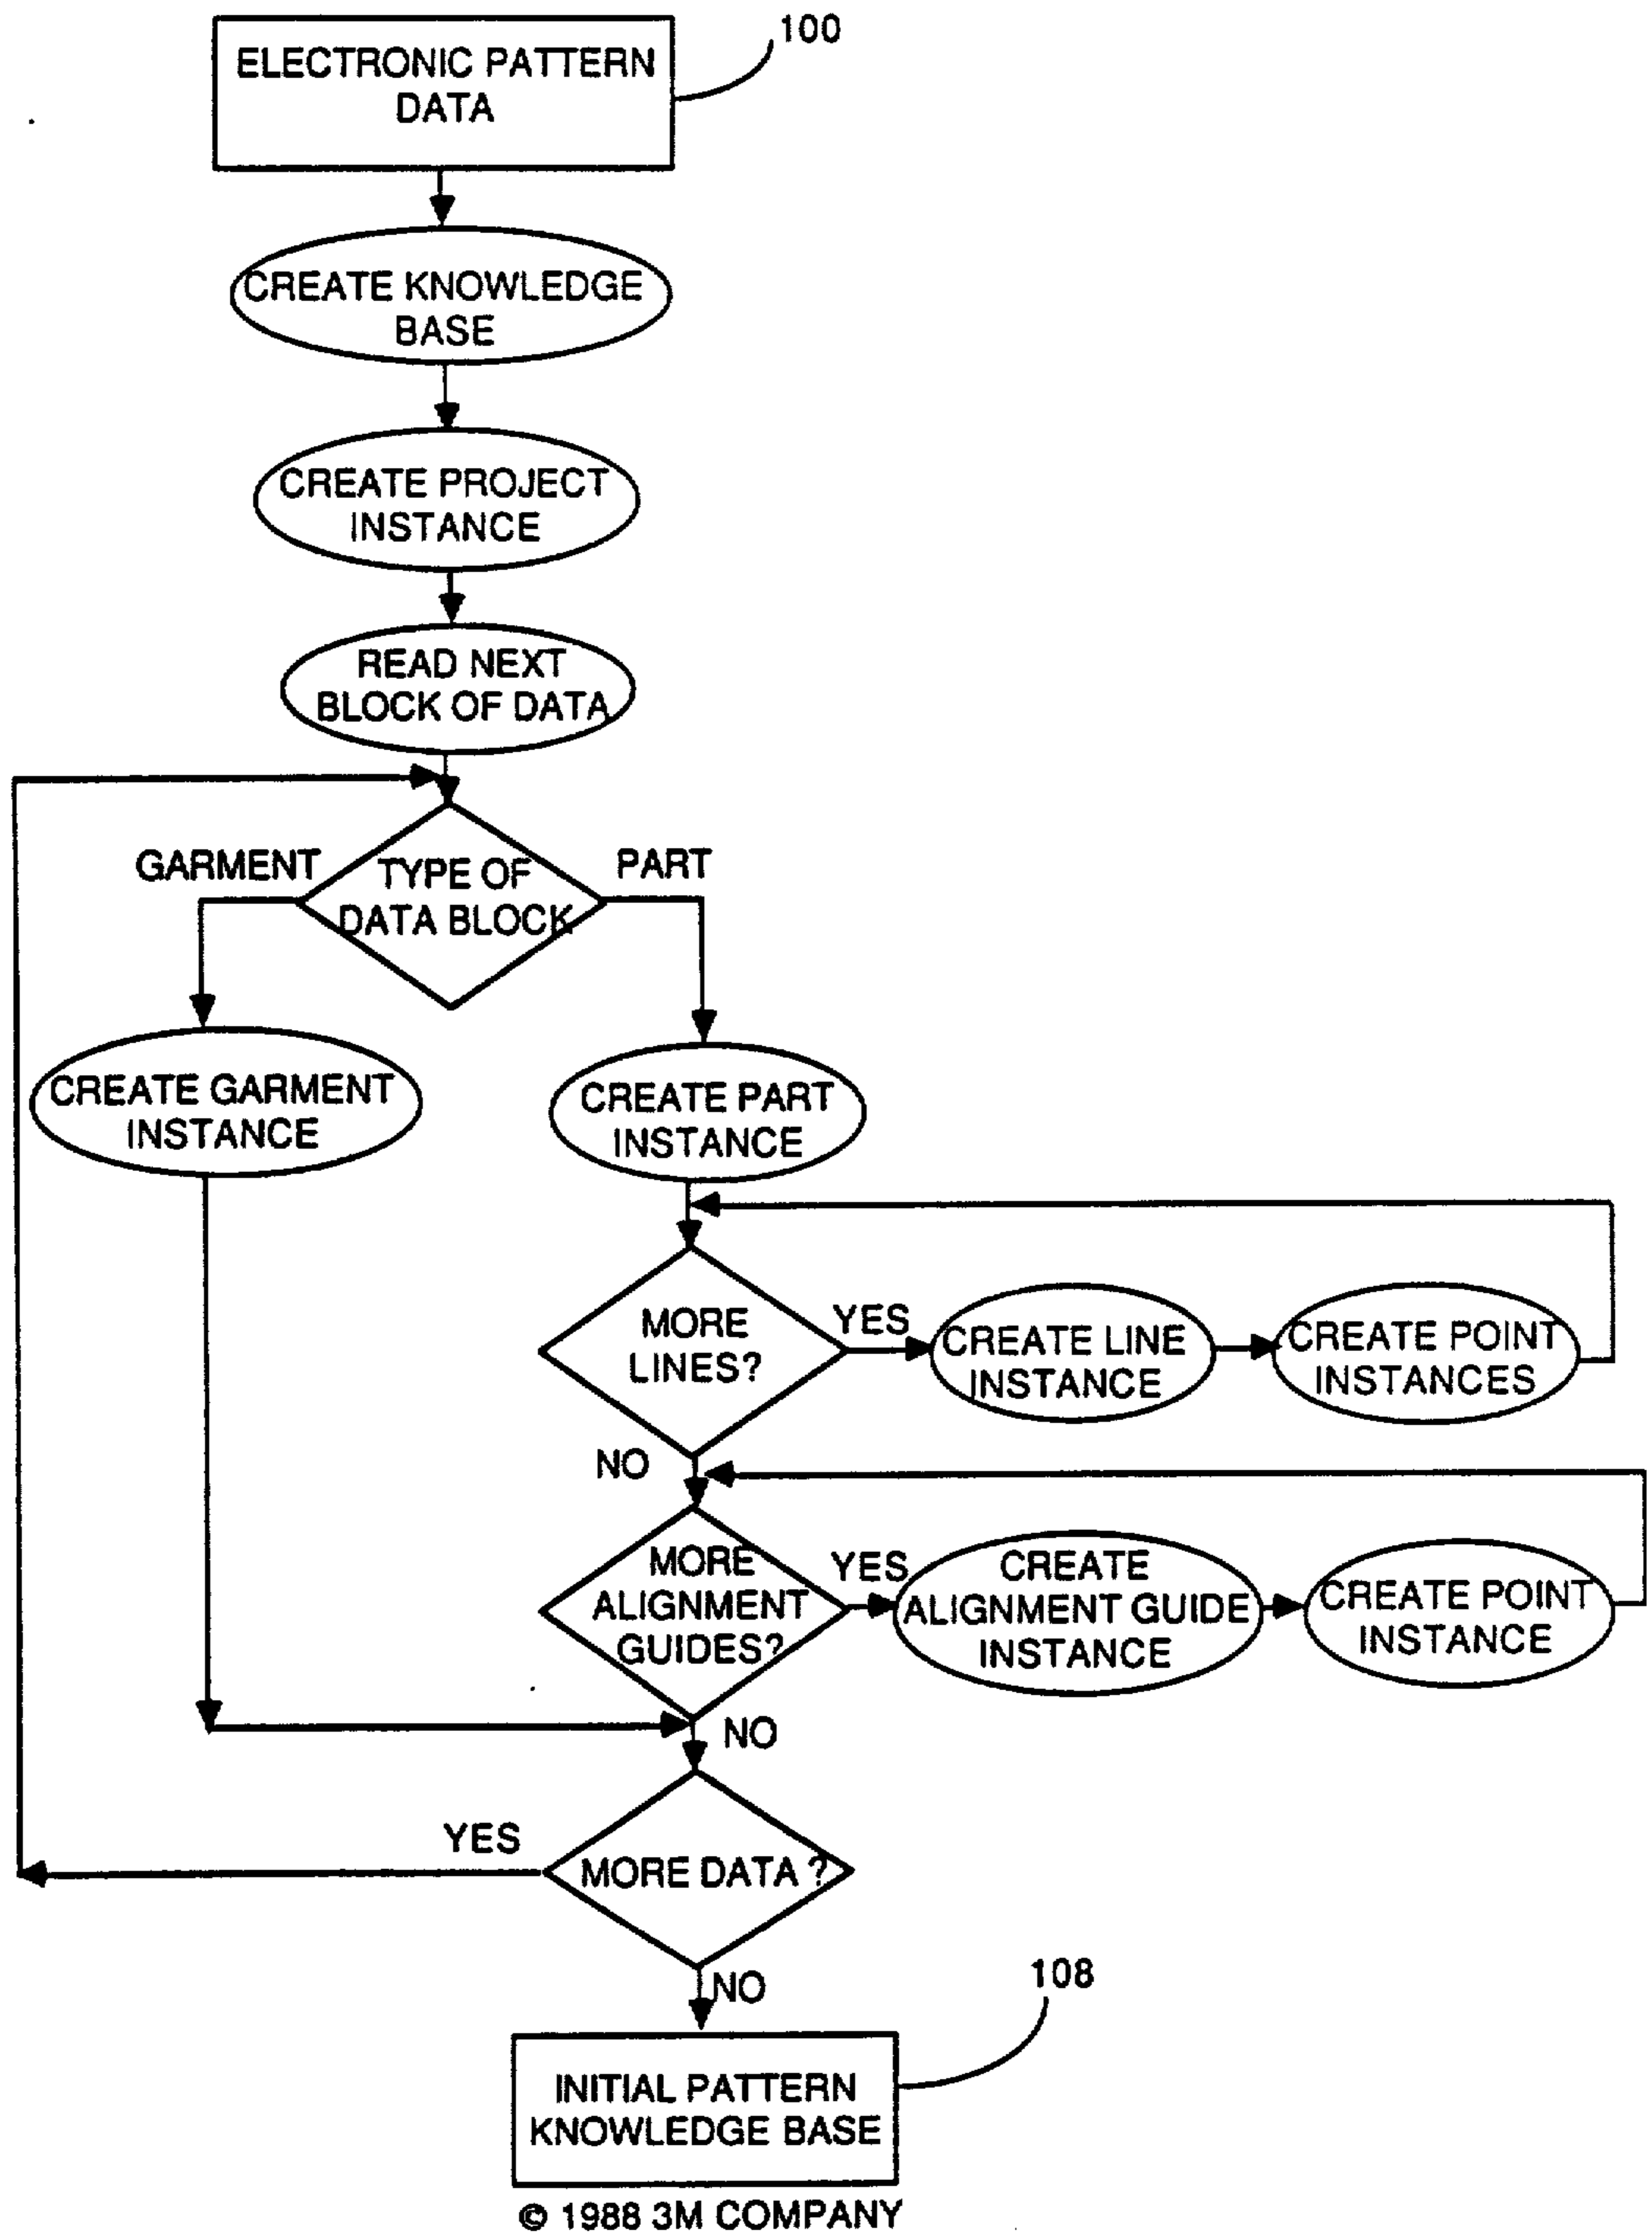 100
ELECTRONIC PATTERN
DATA
CREATE KNOWLEDGE
BASE
CREATE PROJECT
INSTANCE
READ NEXT
BLOCK OF DATA
GARMENT
TYPE OF
DATA BLOCK
PART
CREATE GARMENT
INSTANCE
CREATE PART
INSTANCE
MORE
LINES?
YES
CREATE LINE
INSTANCE
CREATE POINT
INSTANCES
NO
MORE
ALIGNMENT
GUIDES?
YES
CREATE
ALIGNMENT GUIDE
INSTANCE
CREATE POINT
INSTANCE
NO
YES
MORE DATA ?
NO
108
INITIAL PATTERN
KNOWLEDGE BASE
© 1988 3M COMPANY